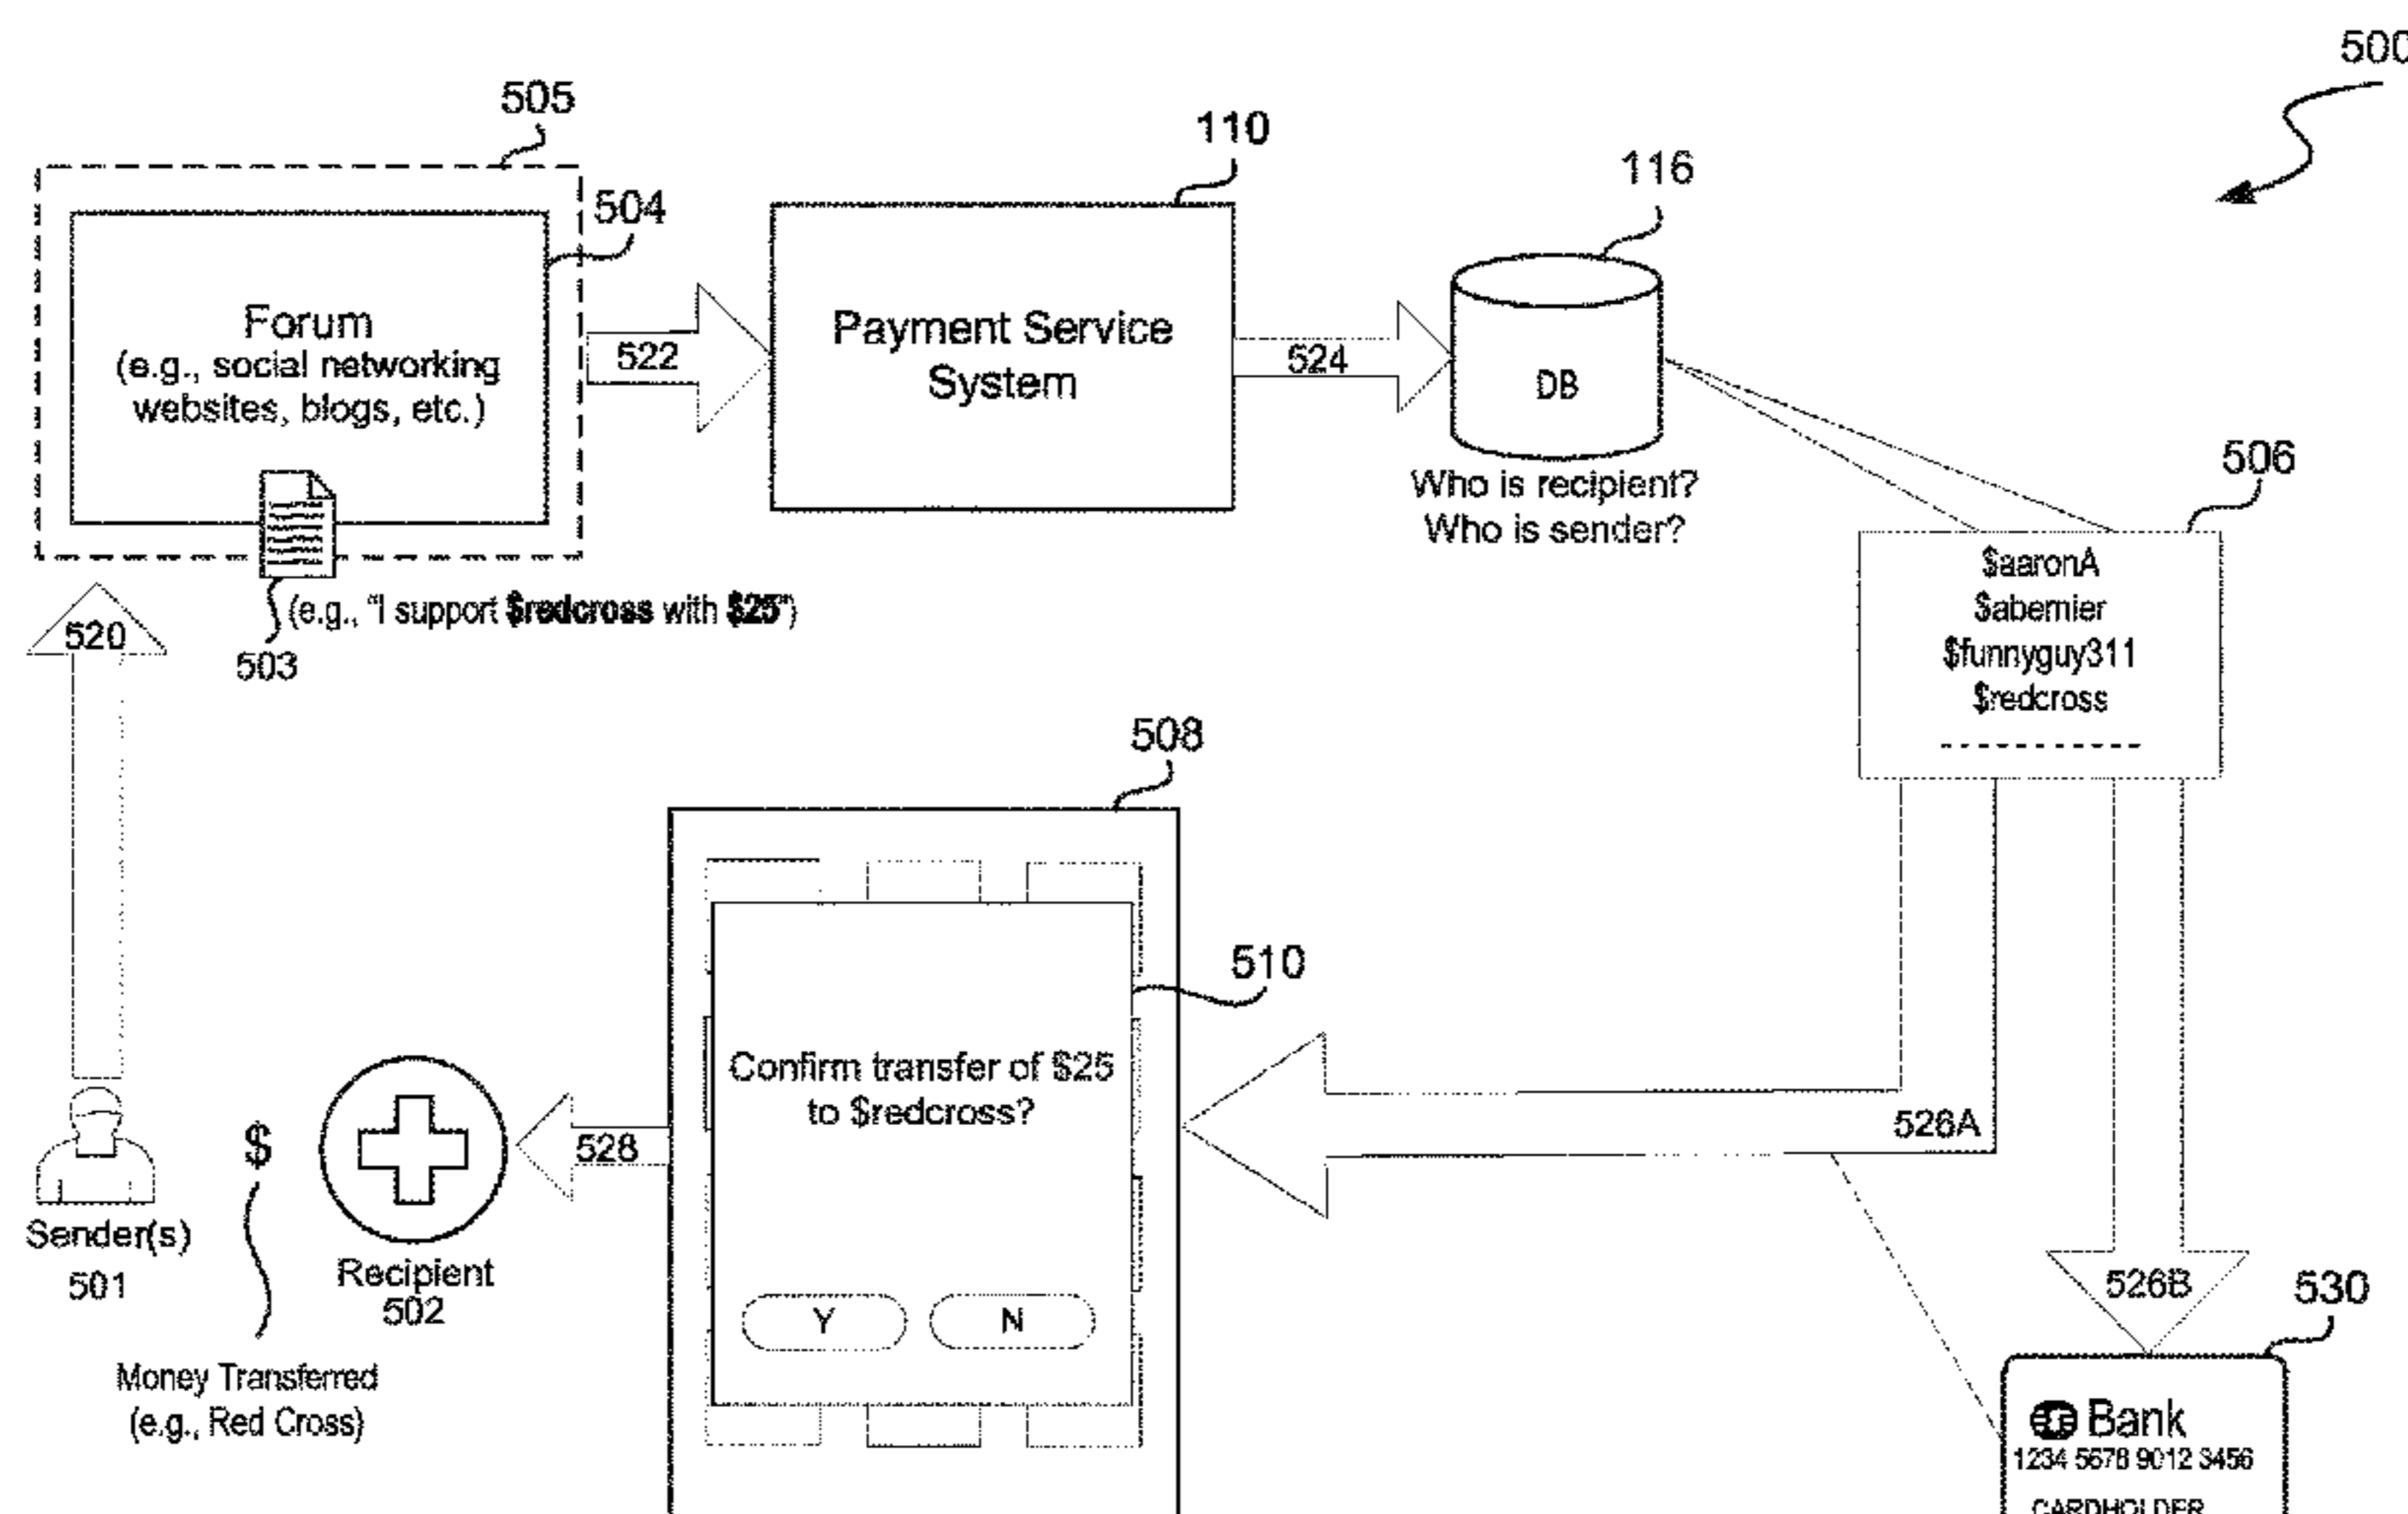 500
505
110
116
504
Forum
(e.g., social networking
websites, blogs, etc.)
522
Payment Service
System
524
DB
Who is recipient?
Who is sender?
506
$aaronA
$abernier
$funnyguy311
$redcross
(e.g., "I support $redcross with $25")
503
520
508
510
Confirm transfer of $25
to $redcross?
Y
N
526A
526B
528
$
Sender(s)
501
Recipient
502
Money Transferred
(e.g., Red Cross)
530
Bank
1234 5678 9012 3456
CARDHOLDER